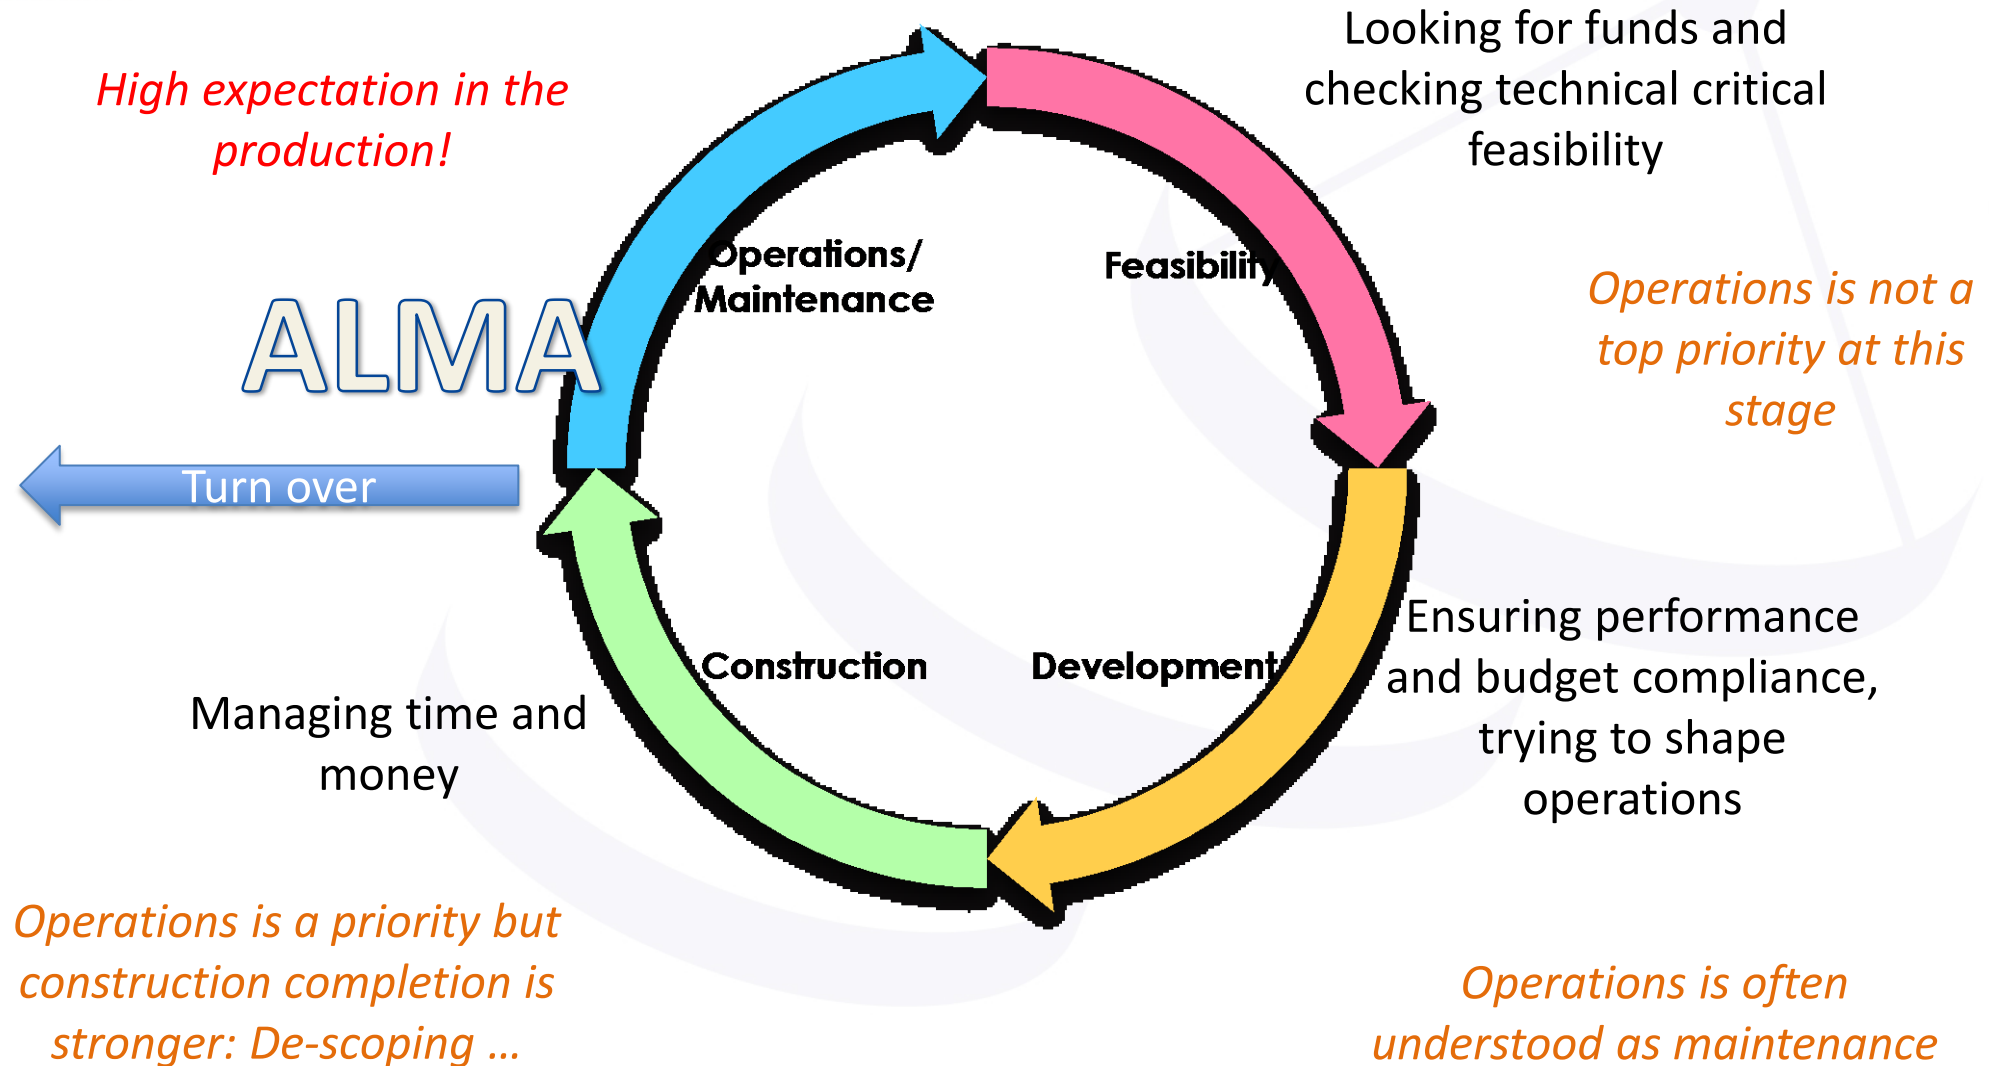 Looking for funds and
checking technical critical
feasibility
High expectation in the
production!
Operations/
Maintenance
Feasibility
Operations is not a
top priority at this
stage
ALMA
Turn over
Ensuring performance
and budget compliance,
trying to shape
operations
Construction
Development
Managing time and
money
Operations is a priority but
construction completion is
stronger: De-scoping ...
Operations is often
understood as maintenance